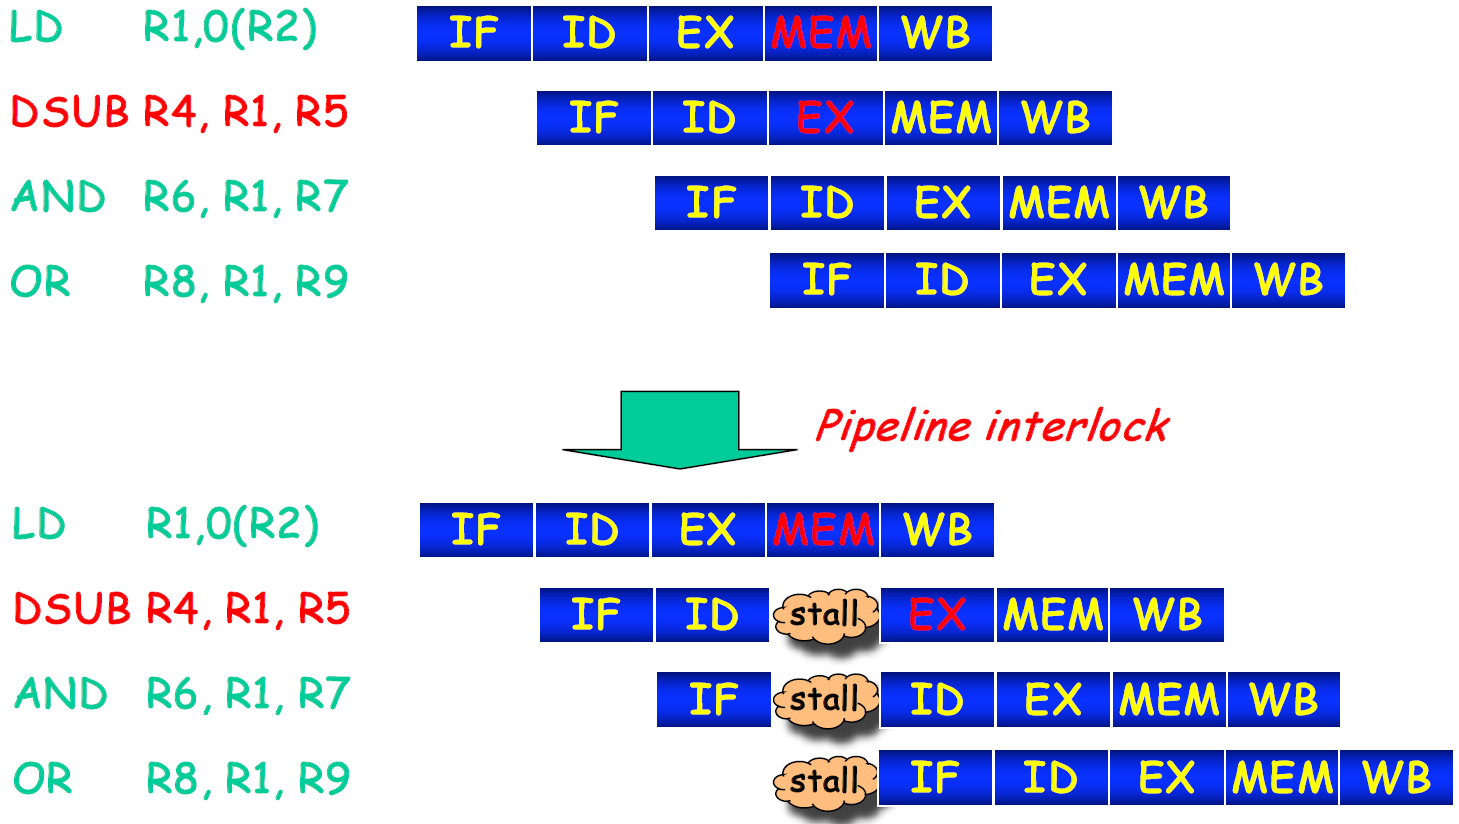 LD R1,0(R2) IF ID EX MEM WB
DSUB R4, R1, R5 IF ID EX MEM WB
AND R6, R1, R7 IF ID EX MEM WB
OR R8, R1, R9 IF ID EX MEM WB
Pipeline interlock
LD R1,0(R2) IF ID EX MEM WB
DSUB R4, R1, R5 IF ID stall EX MEM WB
AND R6, R1, R7 IF stall ID EX MEM WB
OR R8, R1, R9 stall IF ID EX MEM WB